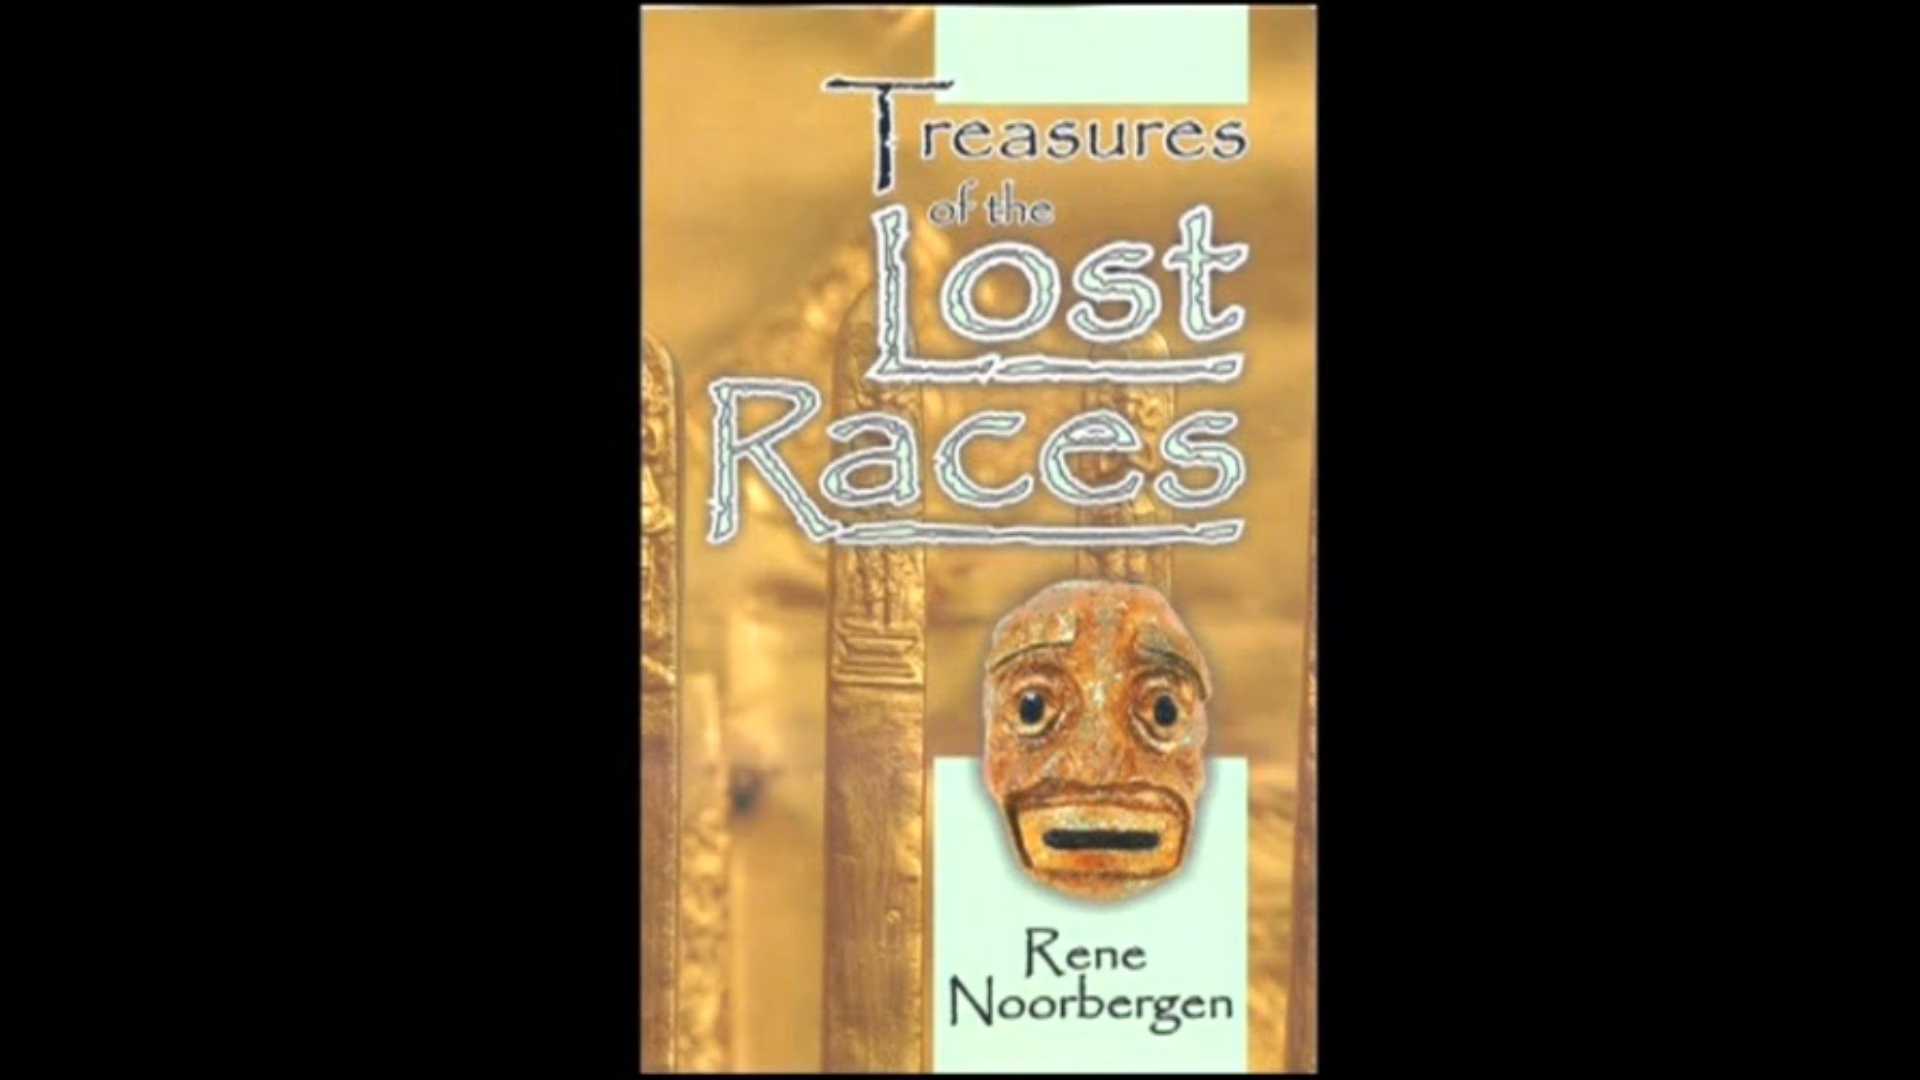 Treasures
of the
Lost
Races
Rene
Noorbergen